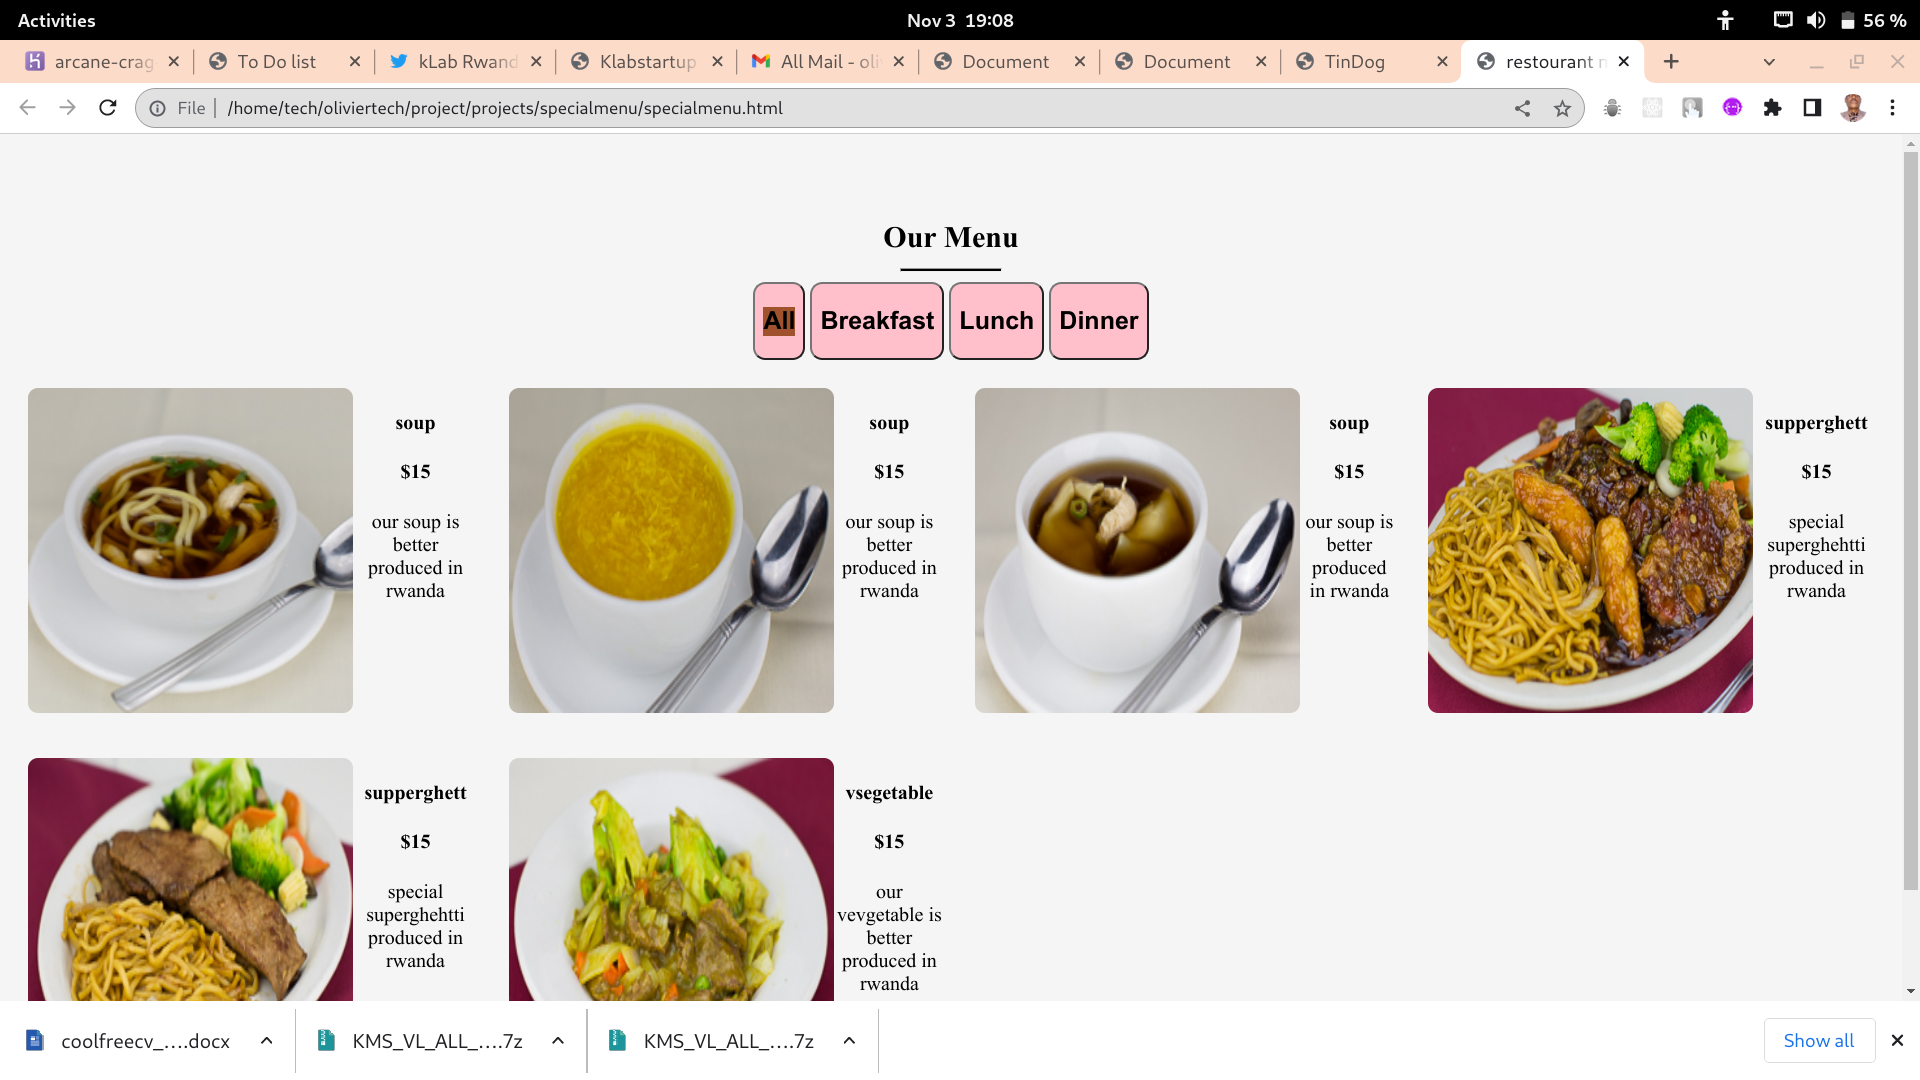 Activities
Nov 3 19:08
56 %
arcane-crag
To Do list
kLab Rwand
Klabstartup
All Mail - oli
Document
Document
TinDog
restourant m
File
/home/tech/oliviertech/project/projects/specialmenu/specialmenu.html
Our Menu
All
Breakfast
Lunch
Dinner
soup
$15
our soup is
better
produced in
rwanda
soup
$15
our soup is
better
produced in
rwanda
soup
$15
our soup is
better
produced
in rwanda
supperghett
$15
special
superghehtti
produced in
rwanda
supperghett
$15
special
superghehtti
produced in
rwanda
vsegetable
$15
our
vevgetable is
better
produced in
rwanda
coolfreecv_....docx
KMS_VL_ALL_....7z
KMS_VL_ALL_....7z
Show all